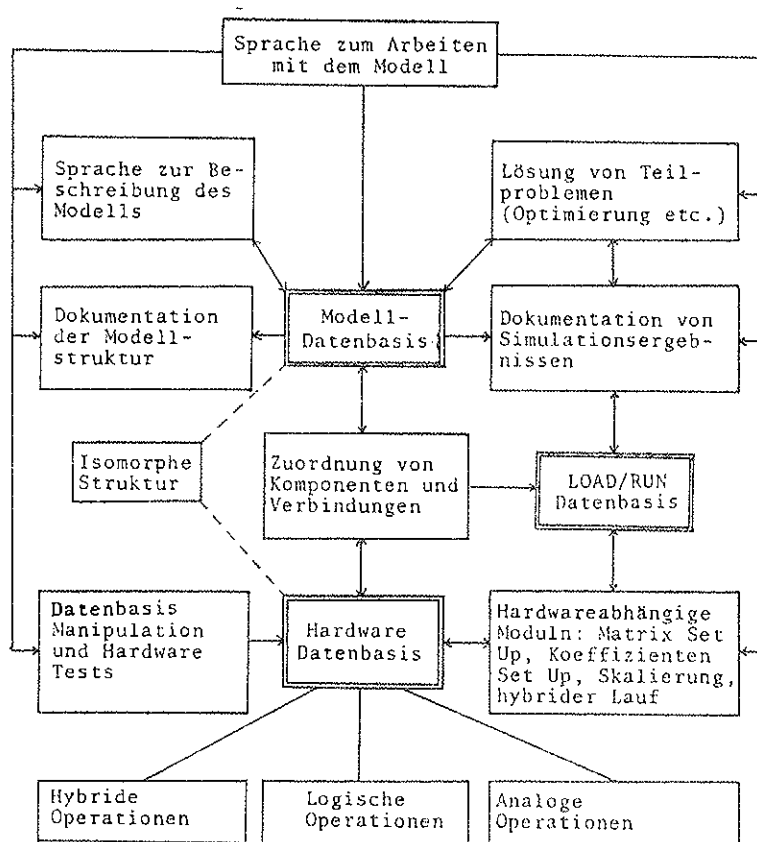 Sprache zum Arbeiten
mit dem Modell
Sprache zur Be-
schreibung des
Modells
Lösung von Teil-
problemen
(Optimierung etc.)
Dokumentation
der Modell-
struktur
Modell-
Datenbasis
Dokumentation von
Simulationsergeb-
nissen
Isomorphe
Struktur
Zuordnung von
Komponenten und
Verbindungen
LOAD/RUN
Datenbasis
Datenbasis
Manipulation
und Hardware
Tests
Hardware
Datenbasis
Hardwareabhängige
Moduln: Matrix Set
Up, Koeffizienten
Set Up, Skalierung,
hybrider Lauf
Hybride
Operationen
Logische
Operationen
Analoge
Operationen